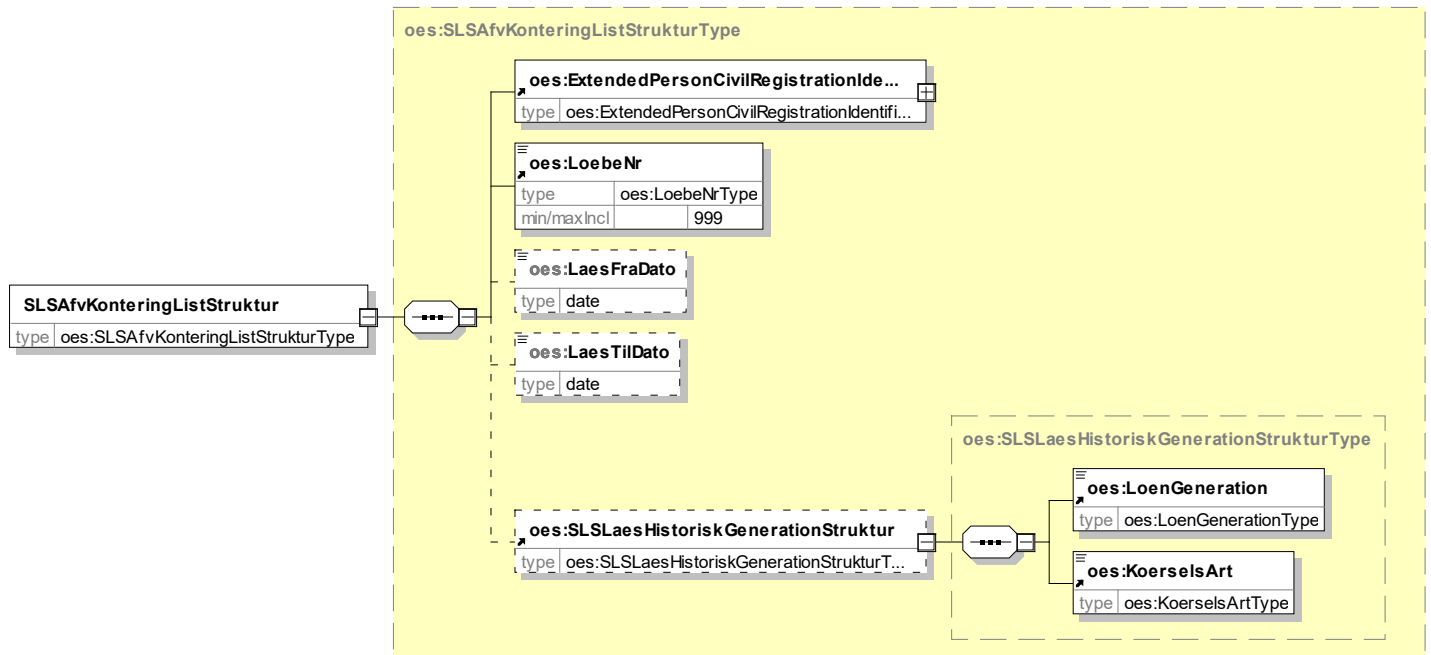 oes:SLSAfvKonteringListStrukturType
oes:ExtendedPersonCivilRegistrationIde...
type oes:ExtendedPersonCivilRegistrationIdentifi...
oes:LoebeNr
type oes:LoebeNrType
min/maxIncl 999
oes:LaesFraDato
type date
SLSAfvKonteringListStruktur
type oes:SLSAfvKonteringListStrukturType
oes:LaesTilDato
type date
oes:SLSLaesHistoriskGenerationStruktur
type oes:SLSLaesHistoriskGenerationStrukturT...
oes:SLSLaesHistoriskGenerationStrukturType
oes:LoenGeneration
type oes:LoenGenerationType
oes:KoerselsArt
type oes:KoerselsArtType